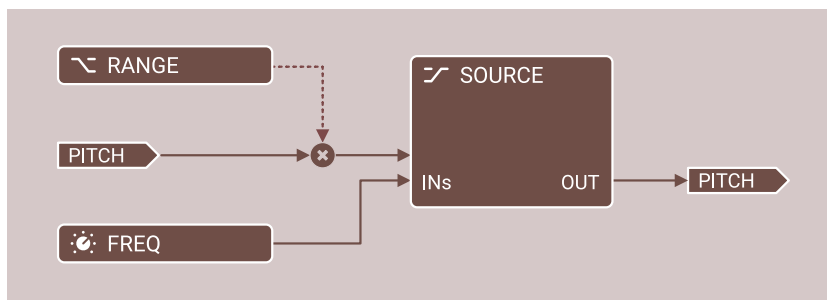 RANGE
SOURCE
PITCH
INs
OUT
PITCH
FREQ